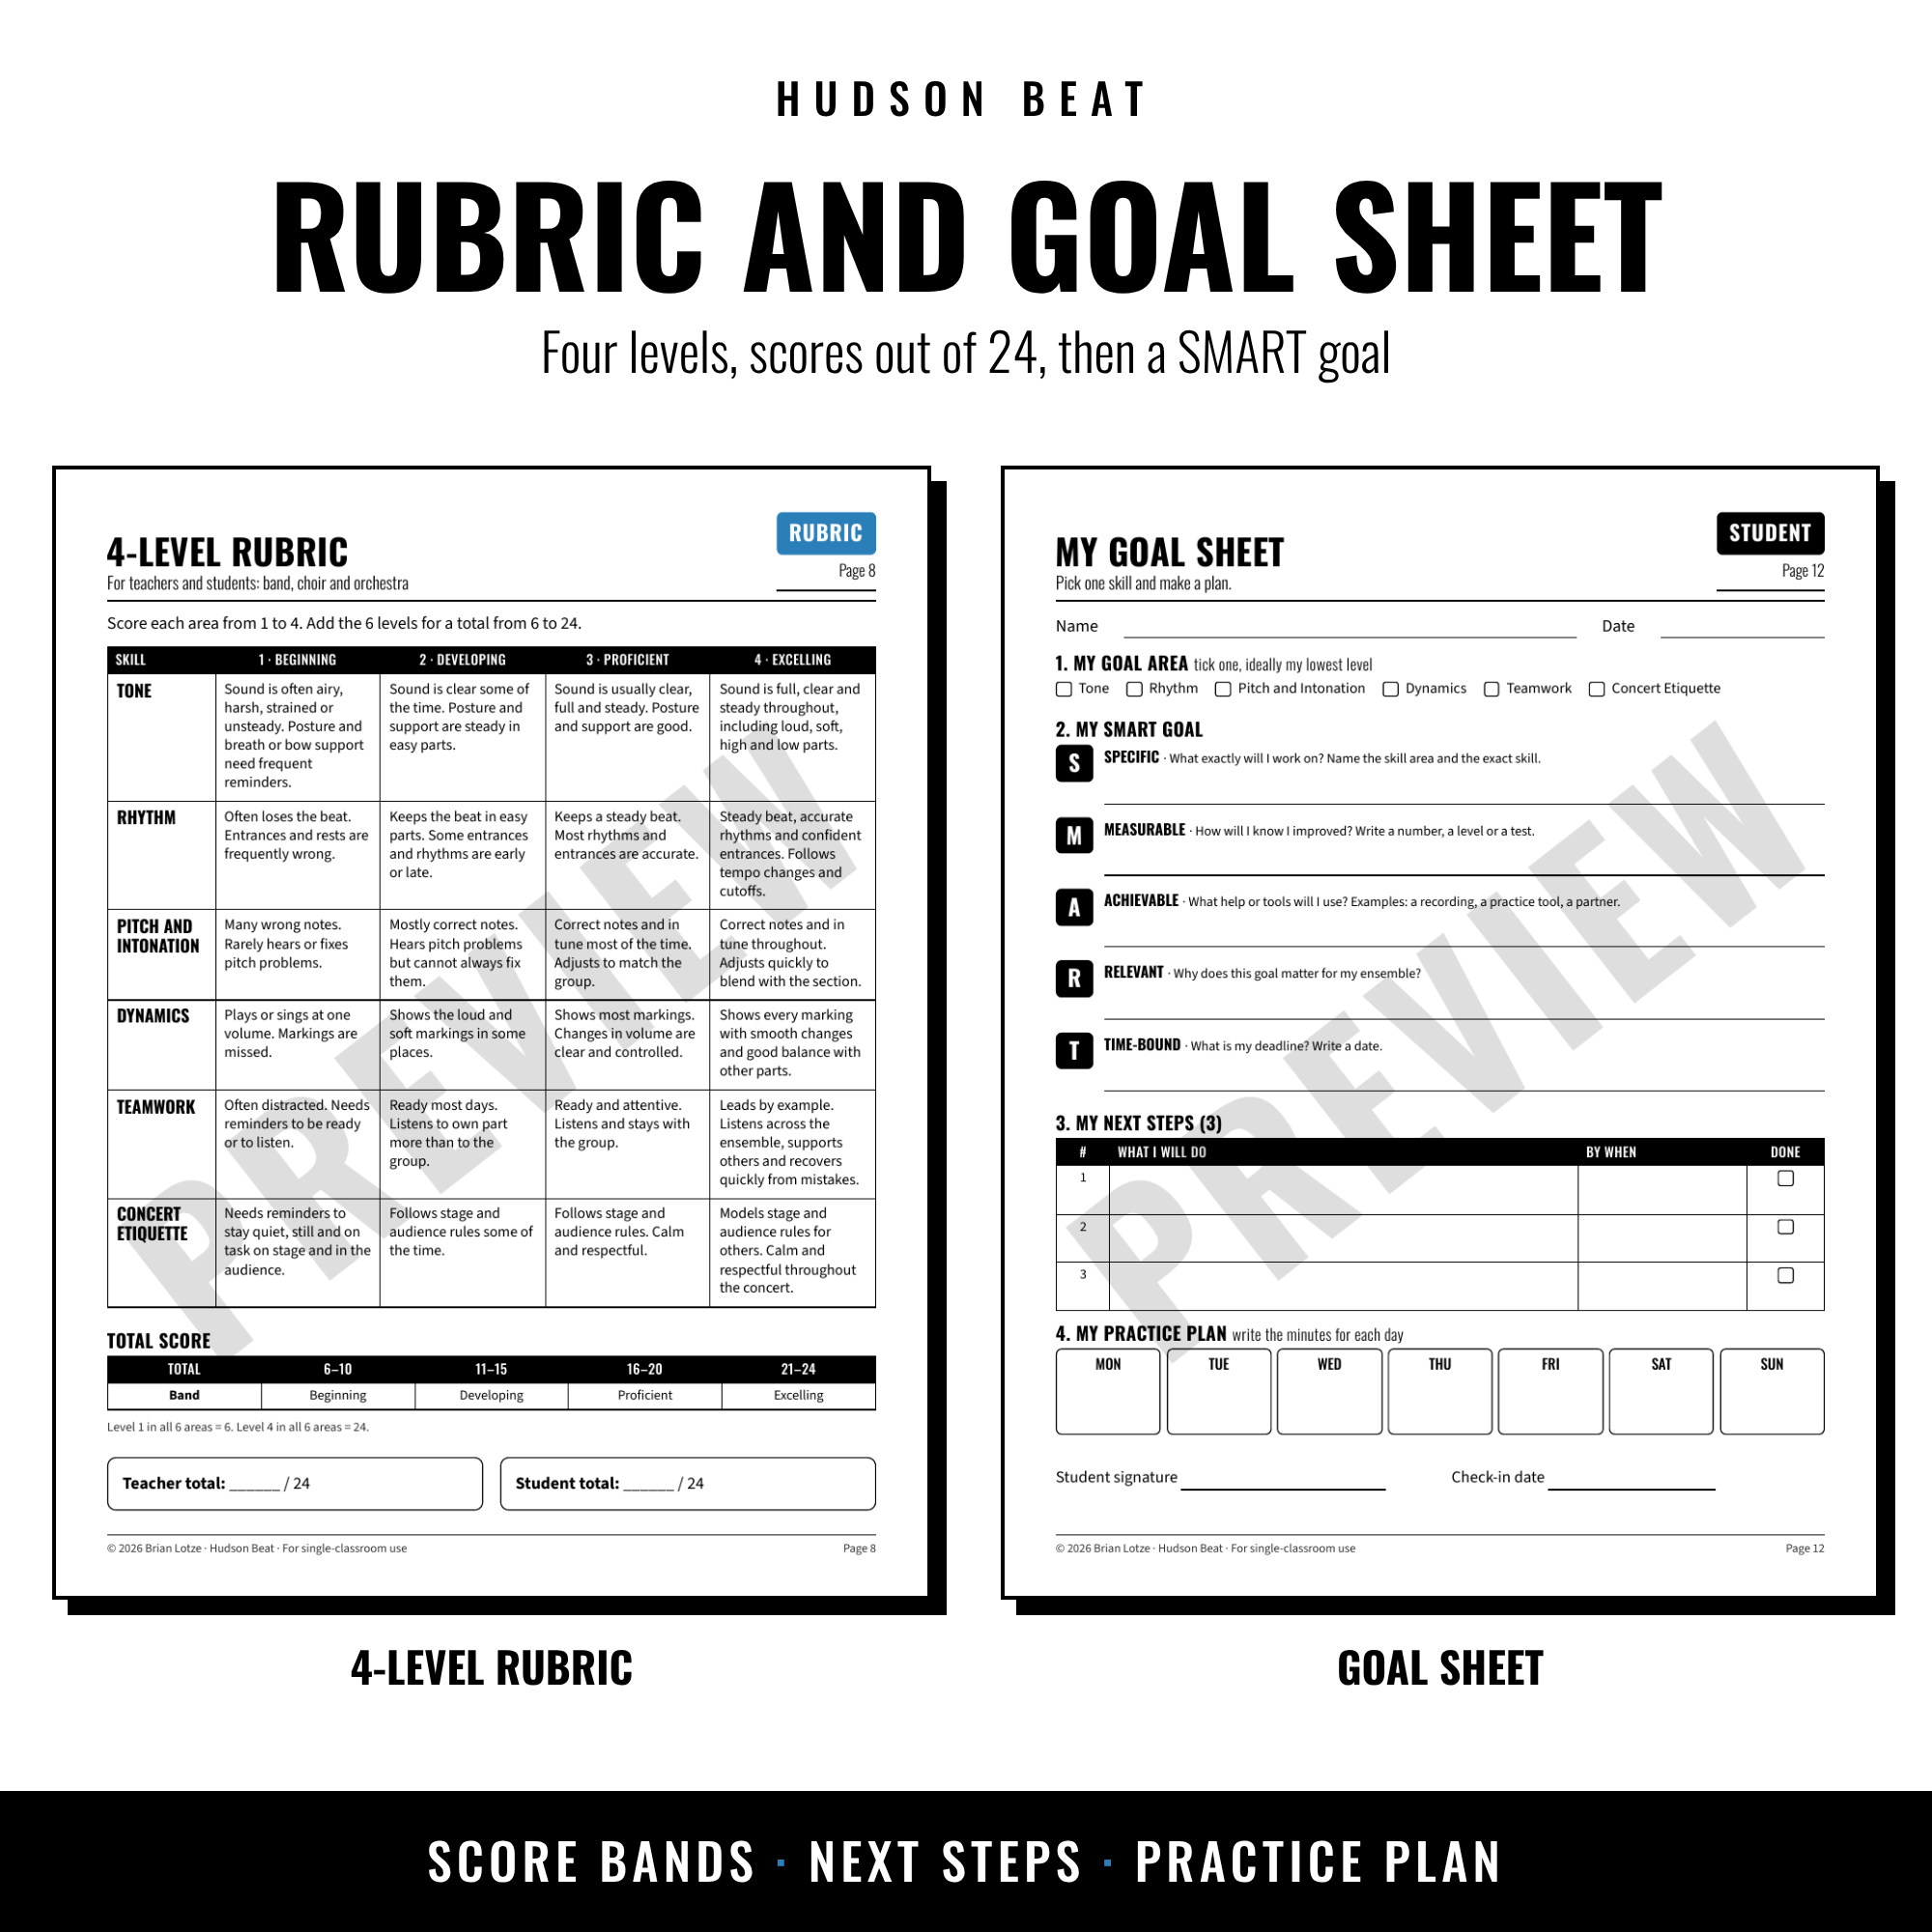 HUDSON BEAT
RUBRIC AND GOAL SHEET
Four levels, scores out of 24, then a SMART goal
4-LEVEL RUBRIC
For teachers and students: band, choir and orchestra
RUBRIC
Page 8
Score each area from 1 to 4. Add the 6 levels for a total from 6 to 24.
SKILL 1 · BEGINNING 2 · DEVELOPING 3 · PROFICIENT 4 · EXCELLING
TONE
Sound is often airy,
harsh, strained or
unsteady. Posture and
breath or bow support
need frequent
reminders.
Sound is clear some of
the time. Posture and
support are steady in
easy parts.
Sound is usually clear,
full and steady. Posture
and support are good.
Sound is full, clear and
steady throughout,
including loud, soft,
high and low parts.
RHYTHM
Often loses the beat.
Entrances and rests are
frequently wrong.
Keeps the beat in easy
parts. Some entrances
and rhythms are early
or late.
Keeps a steady beat.
Most rhythms and
entrances are accurate.
Steady beat, accurate
rhythms and confident
entrances. Follows
tempo changes and
cutoffs.
PITCH AND
INTONATION
Many wrong notes.
Rarely hears or fixes
pitch problems.
Mostly correct notes.
Hears pitch problems
but cannot always fix
them.
Correct notes and in
tune most of the time.
Adjusts to match the
group.
Correct notes and in
tune throughout.
Adjusts quickly to
blend with the section.
DYNAMICS
Plays or sings at one
volume. Markings are
missed.
Shows the loud and
soft markings in some
places.
Shows most markings.
Changes in volume are
clear and controlled.
Shows every marking
with smooth changes
and good balance with
other parts.
TEAMWORK
Often distracted. Needs
reminders to be ready
or to listen.
Ready most days.
Listens to own part
more than to the
group.
Ready and attentive.
Listens and stays with
the group.
Leads by example.
Listens across the
ensemble, supports
others and recovers
quickly from mistakes.
CONCERT
ETIQUETTE
Needs reminders to
stay quiet, still and on
task on stage and in the
audience.
Follows stage and
audience rules some of
the time.
Follows stage and
audience rules. Calm
and respectful.
Models stage and
audience rules for
others. Calm and
respectful throughout
the concert.
TOTAL SCORE
TOTAL 6–10 11–15 16–20 21–24
Band Beginning Developing Proficient Excelling
Level 1 in all 6 areas = 6. Level 4 in all 6 areas = 24.
Teacher total: ______ / 24
Student total: ______ / 24
© 2026 Brian Lotze · Hudson Beat · For single-classroom use
Page 8
PREVIEW
4-LEVEL RUBRIC
MY GOAL SHEET
Pick one skill and make a plan.
STUDENT
Page 12
Name Date
1. MY GOAL AREA tick one, ideally my lowest level
Tone Rhythm Pitch and Intonation Dynamics Teamwork Concert Etiquette
2. MY SMART GOAL
S SPECIFIC · What exactly will I work on? Name the skill area and the exact skill.
M MEASURABLE · How will I know I improved? Write a number, a level or a test.
A ACHIEVABLE · What help or tools will I use? Examples: a recording, a practice tool, a partner.
R RELEVANT · Why does this goal matter for my ensemble?
T TIME-BOUND · What is my deadline? Write a date.
3. MY NEXT STEPS (3)
# WHAT I WILL DO BY WHEN DONE
1
2
3
4. MY PRACTICE PLAN write the minutes for each day
MON TUE WED THU FRI SAT SUN
Student signature Check-in date
© 2026 Brian Lotze · Hudson Beat · For single-classroom use
Page 12
PREVIEW
GOAL SHEET
SCORE BANDS · NEXT STEPS · PRACTICE PLAN